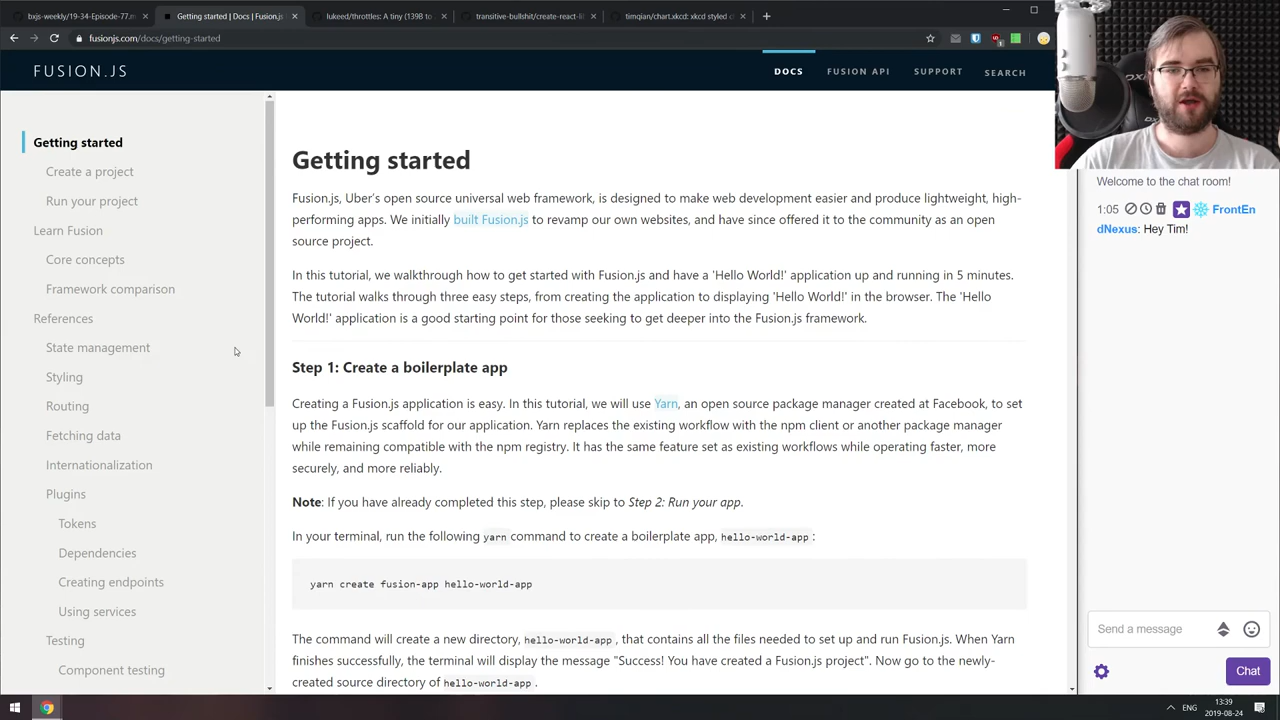 bxjs-weekly/19-34-Episode-77.m
Getting started | Docs | Fusion.js
lukeed/throttles: A tiny (139B to
transitive-bullshit/create-react-li
timqian/chart.xkcd: xkcd styled c
fusionjs.com/docs/getting-started
FUSION.JS
DOCS
FUSION API
SUPPORT
SEARCH
Getting started
Create a project
Run your project
Learn Fusion
Core concepts
Framework comparison
References
State management
Styling
Routing
Fetching data
Internationalization
Plugins
Tokens
Dependencies
Creating endpoints
Using services
Testing
Component testing
Getting started
Fusion.js, Uber's open source universal web framework, is designed to make web development easier and produce lightweight, high-
performing apps. We initially built Fusion.js to revamp our own websites, and have since offered it to the community as an open
source project.
In this tutorial, we walkthrough how to get started with Fusion.js and have a 'Hello World!' application up and running in 5 minutes.
The tutorial walks through three easy steps, from creating the application to displaying 'Hello World!' in the browser. The 'Hello
World!' application is a good starting point for those seeking to get deeper into the Fusion.js framework.
Step 1: Create a boilerplate app
Creating a Fusion.js application is easy. In this tutorial, we will use Yarn, an open source package manager created at Facebook, to set
up the Fusion.js scaffold for our application. Yarn replaces the existing workflow with the npm client or another package manager
while remaining compatible with the npm registry. It has the same feature set as existing workflows while operating faster, more
securely, and more reliably.
Note: If you have already completed this step, please skip to Step 2: Run your app.
In your terminal, run the following yarn command to create a boilerplate app, hello-world-app :
yarn create fusion-app hello-world-app
The command will create a new directory, hello-world-app , that contains all the files needed to set up and run Fusion.js. When Yarn
finishes successfully, the terminal will display the message "Success! You have created a Fusion.js project". Now go to the newly-
created source directory of hello-world-app .
Welcome to the chat room!
1:05 FrontEn
dNexus: Hey Tim!
Send a message
Chat
ENG
13:39
2019-08-24